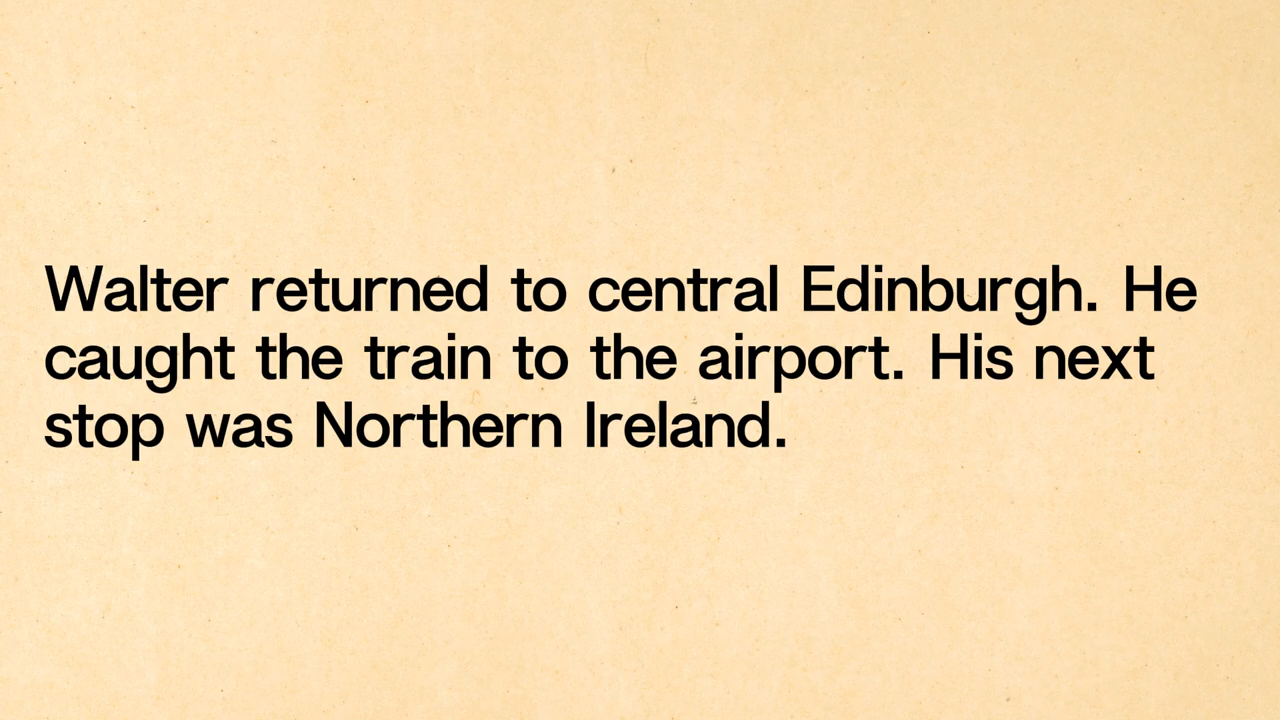 Walter returned to central Edinburgh. He
caught the train to the airport. His next
stop was Northern Ireland.